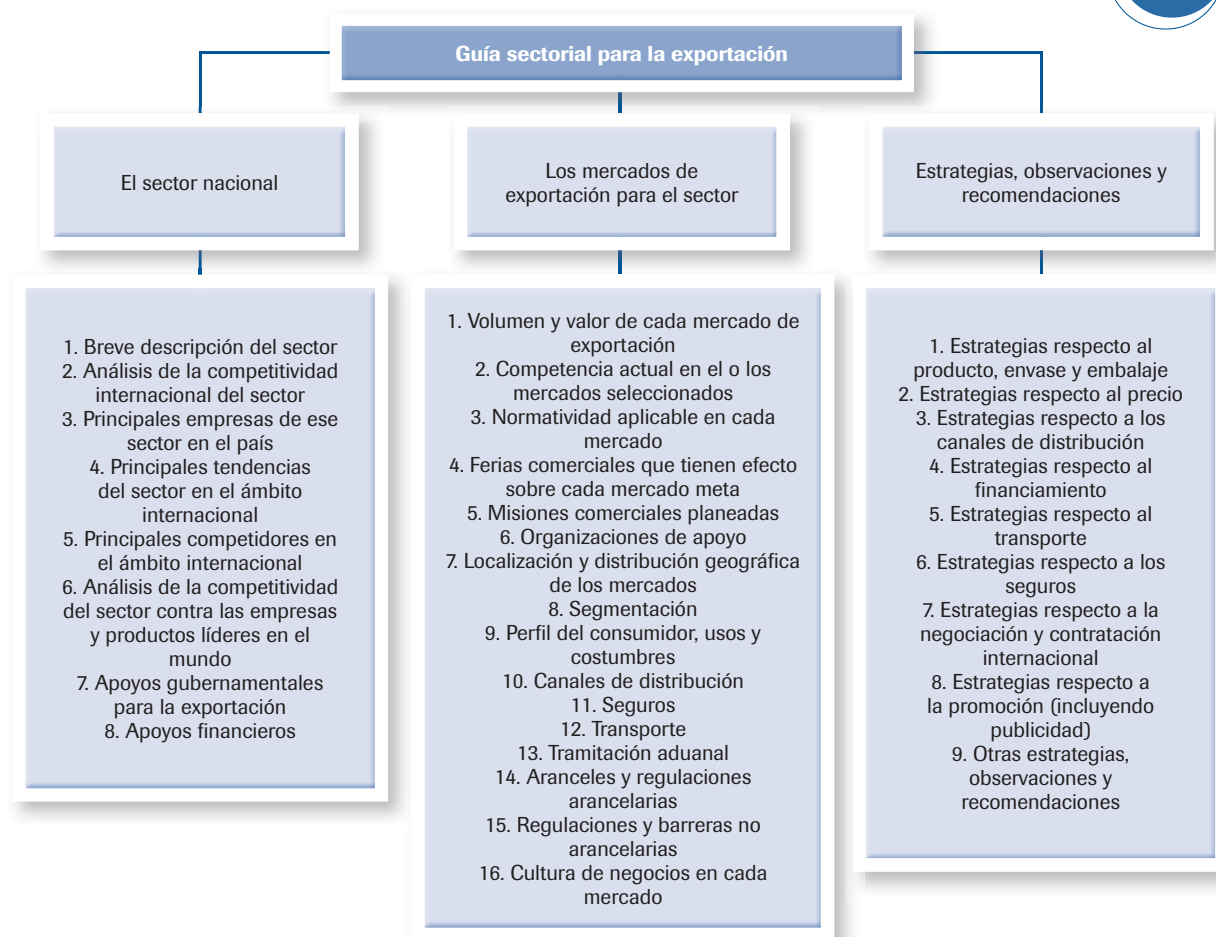 Guía sectorial para la exportación
El sector nacional
Los mercados de
exportación para el sector
Estrategias, observaciones y
recomendaciones
1. Breve descripción del sector
2. Análisis de la competitividad
internacional del sector
3. Principales empresas de ese
sector en el país
4. Principales tendencias
del sector en el ámbito
internacional
5. Principales competidores en
el ámbito internacional
6. Análisis de la competitividad
del sector contra las empresas
y productos líderes en el
mundo
7. Apoyos gubernamentales
para la exportación
8. Apoyos financieros
1. Volumen y valor de cada mercado de
exportación
2. Competencia actual en el o los
mercados seleccionados
3. Normatividad aplicable en cada
mercado
4. Ferias comerciales que tienen efecto
sobre cada mercado meta
5. Misiones comerciales planeadas
6. Organizaciones de apoyo
7. Localización y distribución geográfica
de los mercados
8. Segmentación
9. Perfil del consumidor, usos y
costumbres
10. Canales de distribución
11. Seguros
12. Transporte
13. Tramitación aduanal
14. Aranceles y regulaciones
arancelarias
15. Regulaciones y barreras no
arancelarias
16. Cultura de negocios en cada
mercado
1. Estrategias respecto al
producto, envase y embalaje
2. Estrategias respecto al precio
3. Estrategias respecto a los
canales de distribución
4. Estrategias respecto al
financiamiento
5. Estrategias respecto al
transporte
6. Estrategias respecto a los
seguros
7. Estrategias respecto a la
negociación y contratación
internacional
8. Estrategias respecto a
la promoción (incluyendo
publicidad)
9. Otras estrategias,
observaciones y
recomendaciones